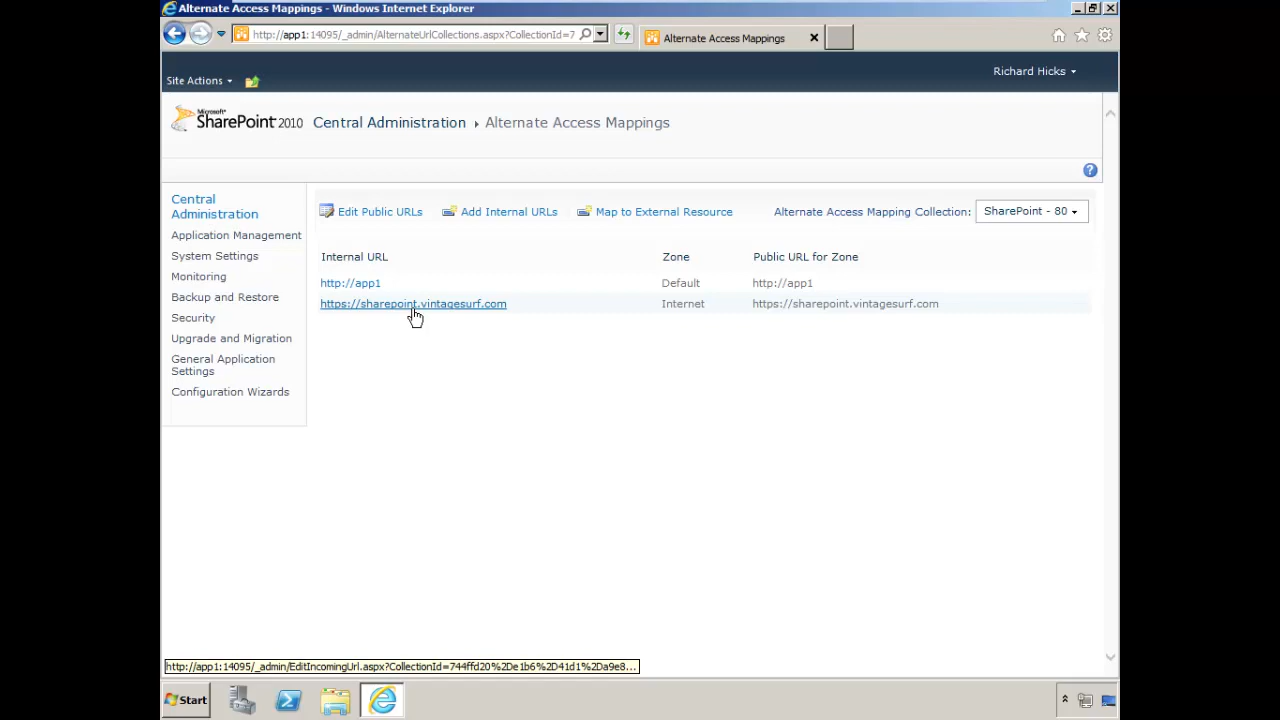 Alternate Access Mappings - Windows Internet Explorer
http://app1:14095/_admin/AlternateUrlCollections.aspx?CollectionId=7
Alternate Access Mappings
Site Actions
Richard Hicks
Microsoft®
SharePoint 2010
Central Administration ▸ Alternate Access Mappings
Central
Administration
Application Management
System Settings
Monitoring
Backup and Restore
Security
Upgrade and Migration
General Application
Settings
Configuration Wizards
Edit Public URLs Add Internal URLs Map to External Resource Alternate Access Mapping Collection: SharePoint - 80
Internal URL Zone Public URL for Zone
http://app1 Default http://app1
https://sharepoint.vintagesurf.com Internet https://sharepoint.vintagesurf.com
http://app1:14095/_admin/EditIncomingUrl.aspx?CollectionId=744ffd20%2De1b6%2D41d1%2Da9e8...
Start